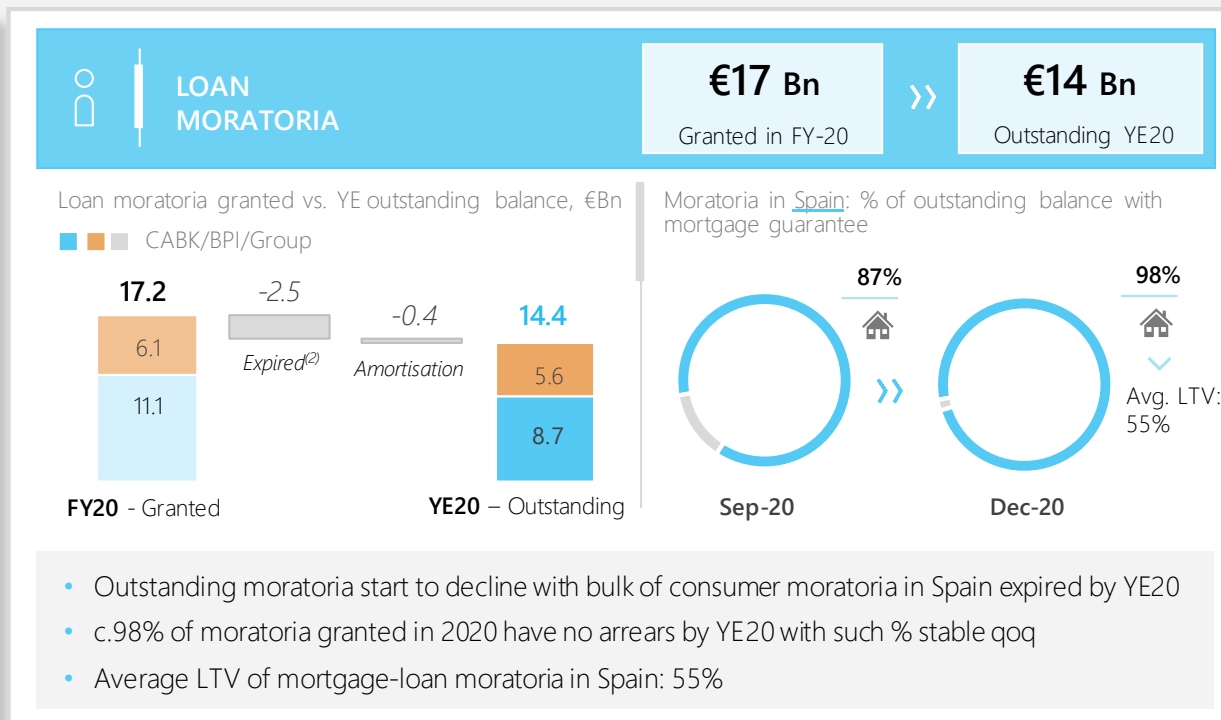 LOAN
MORATORIA
€17 Bn
Granted in FY-20
€14 Bn
Outstanding YE20
Loan moratoria granted vs. YE outstanding balance, €Bn
CABK/BPI/Group
17.2
6.1
11.1
FY20 - Granted
-2.5
Expired(2)
-0.4
Amortisation
14.4
5.6
8.7
YE20 – Outstanding
Moratoria in Spain: % of outstanding balance with
mortgage guarantee
87%
Sep-20
98%
Avg. LTV:
55%
Dec-20
• Outstanding moratoria start to decline with bulk of consumer moratoria in Spain expired by YE20
• c.98% of moratoria granted in 2020 have no arrears by YE20 with such % stable qoq
• Average LTV of mortgage-loan moratoria in Spain: 55%